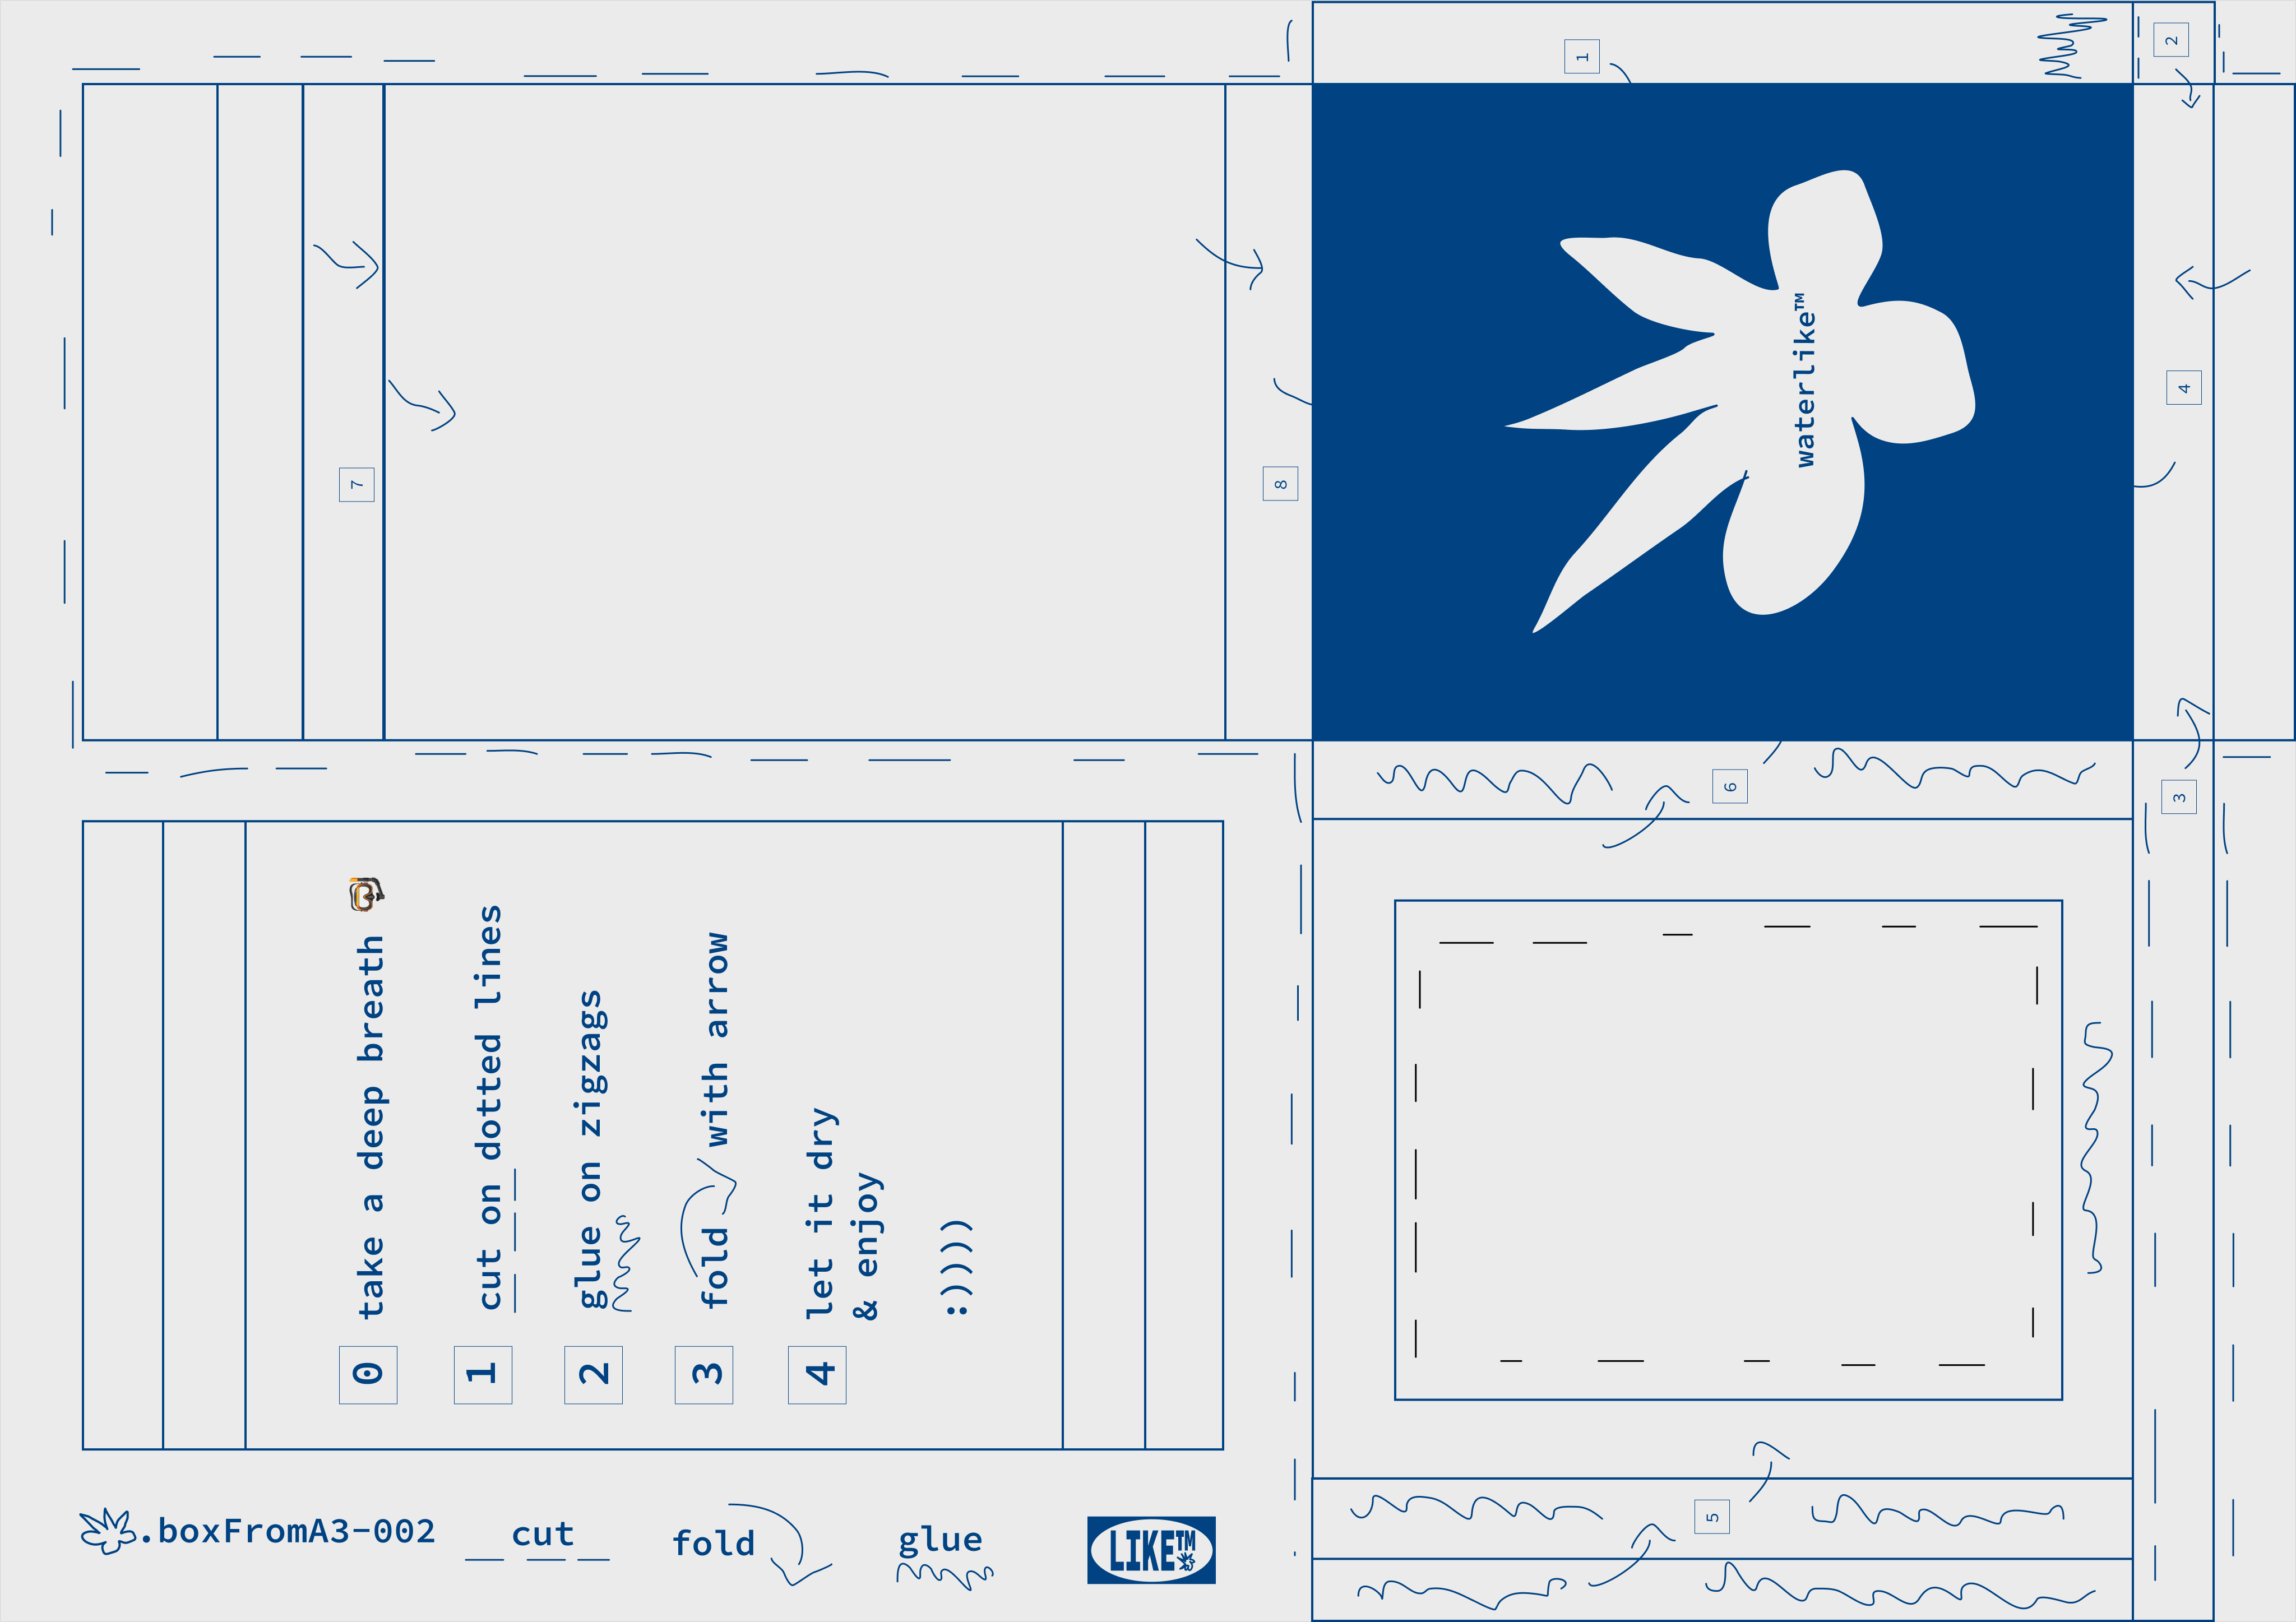 1
2
waterlike™
4
7
8
6
3
0 take a deep breath 🤿
1 cut on dotted lines
2 glue on zigzags
3 fold with arrow
4 let it dry
& enjoy
:))))
5
.boxFromA3-002
cut
fold
glue
LIKE™